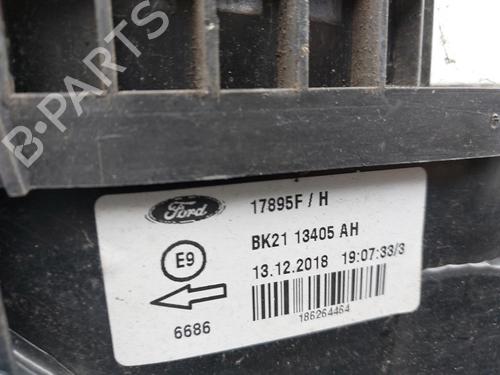 B-PARTS
Ford
17895F / H
BK21 13405 AH
E9
13.12.2018 19:07:33/3
6686
186264464